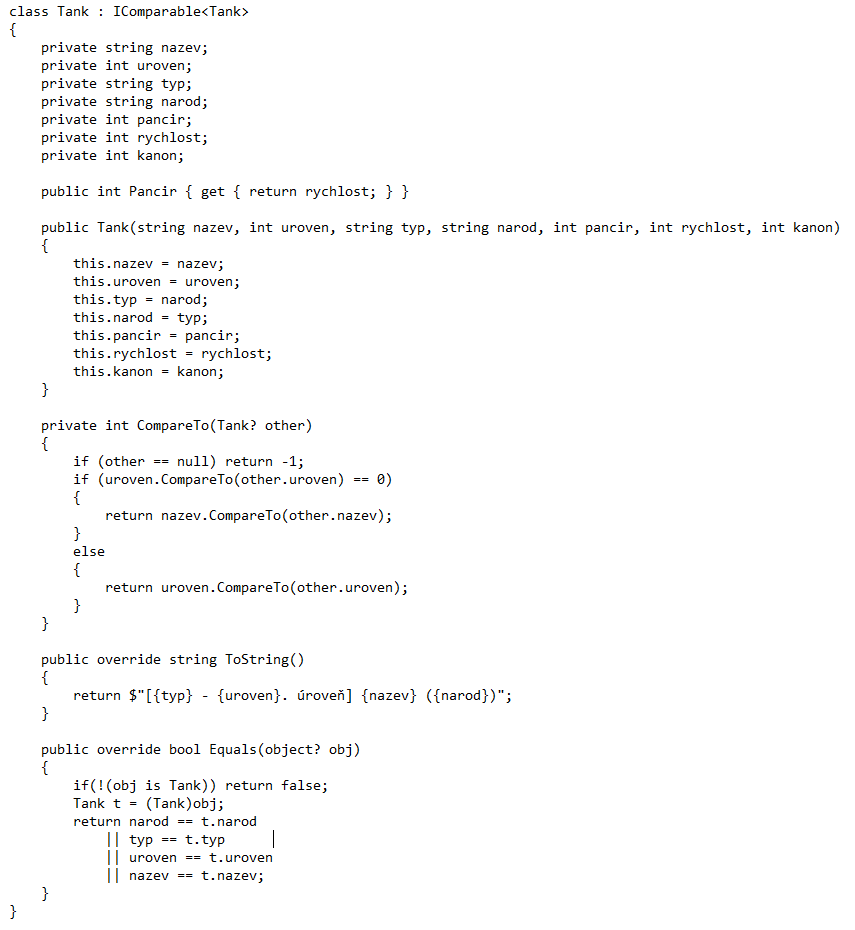 class Tank : IComparable<Tank>
{
    private string nazev;
    private int uroven;
    private string typ;
    private string narod;
    private int pancir;
    private int rychlost;
    private int kanon;

    public int Pancir { get { return rychlost; } }

    public Tank(string nazev, int uroven, string typ, string narod, int pancir, int rychlost, int kanon)
    {
        this.nazev = nazev;
        this.uroven = uroven;
        this.typ = narod;
        this.narod = typ;
        this.pancir = pancir;
        this.rychlost = rychlost;
        this.kanon = kanon;
    }

    private int CompareTo(Tank? other)
    {
        if (other == null) return -1;
        if (uroven.CompareTo(other.uroven) == 0)
        {
            return nazev.CompareTo(other.nazev);
        }
        else
        {
            return uroven.CompareTo(other.uroven);
        }
    }

    public override string ToString()
    {
        return $"[{typ} - {uroven}. úroveň] {nazev} ({narod})";
    }

    public override bool Equals(object? obj)
    {
        if(!(obj is Tank)) return false;
        Tank t = (Tank)obj;
        return narod == t.narod
            || typ == t.typ
            || uroven == t.uroven
            || nazev == t.nazev;
    }
}